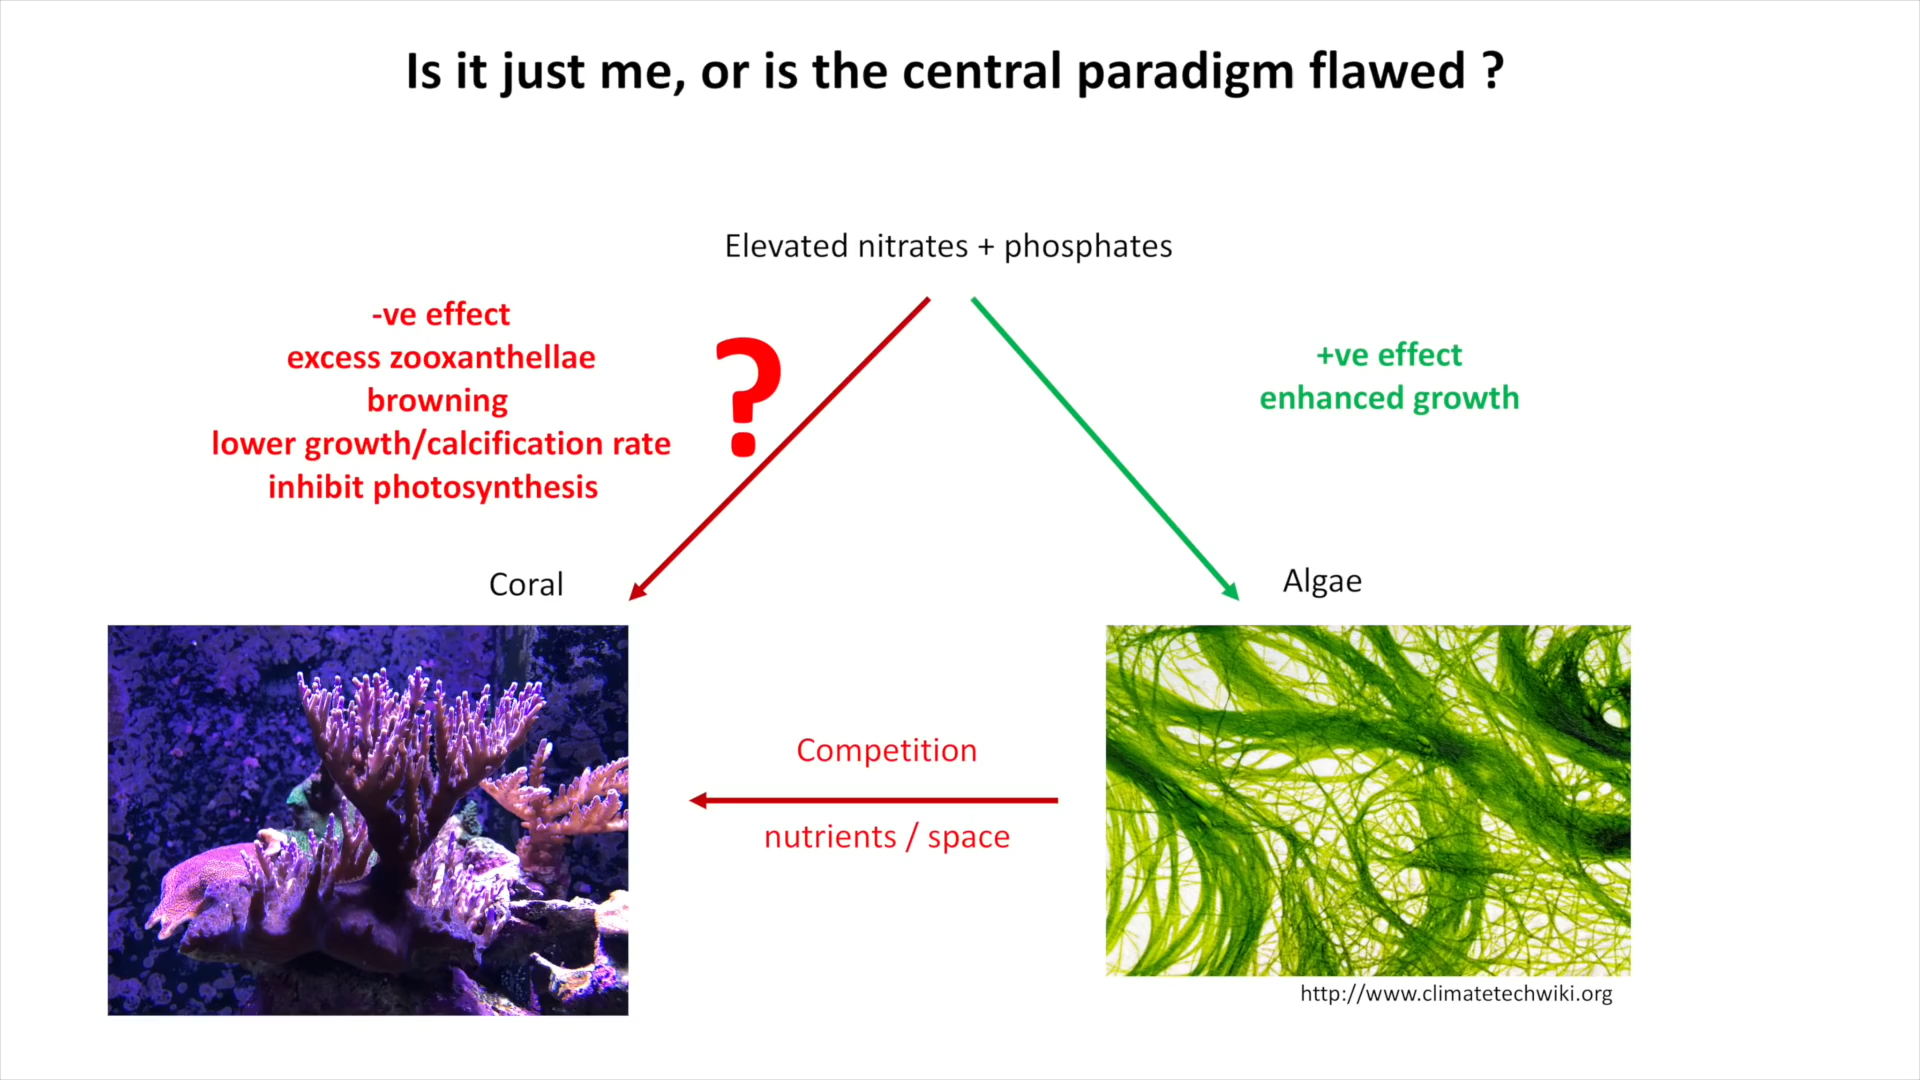 Is it just me, or is the central paradigm flawed ?
Elevated nitrates + phosphates
-ve effect
excess zooxanthellae
browning
lower growth/calcification rate
inhibit photosynthesis
?
+ve effect
enhanced growth
Coral
Algae
Competition
nutrients / space
http://www.climatetechwiki.org